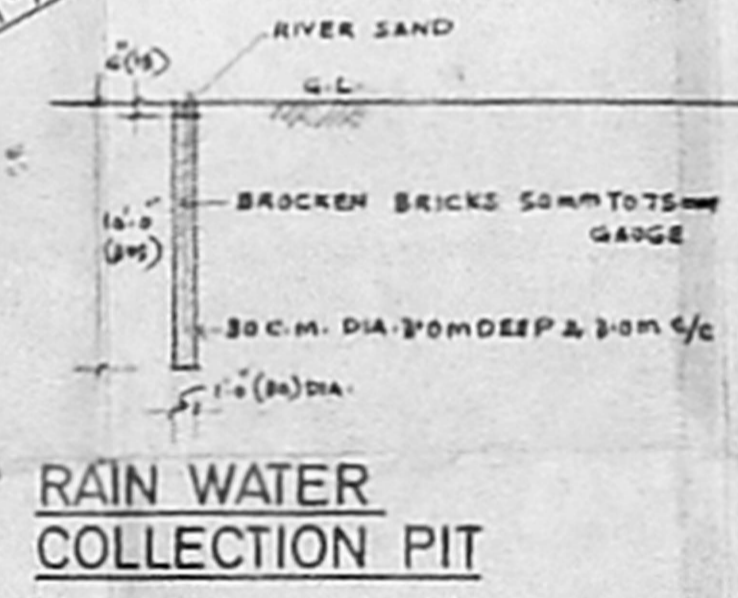 RIVER SAND
6"(15)
G.L.
BROCKEN BRICKS 50mm TO 75mm
GAUGE
10'.0"
(305)
30 C.M. DIA. 3.0m DEEP & 3.0m C/C
1'.0"(30) DIA.
RAIN WATER
COLLECTION PIT